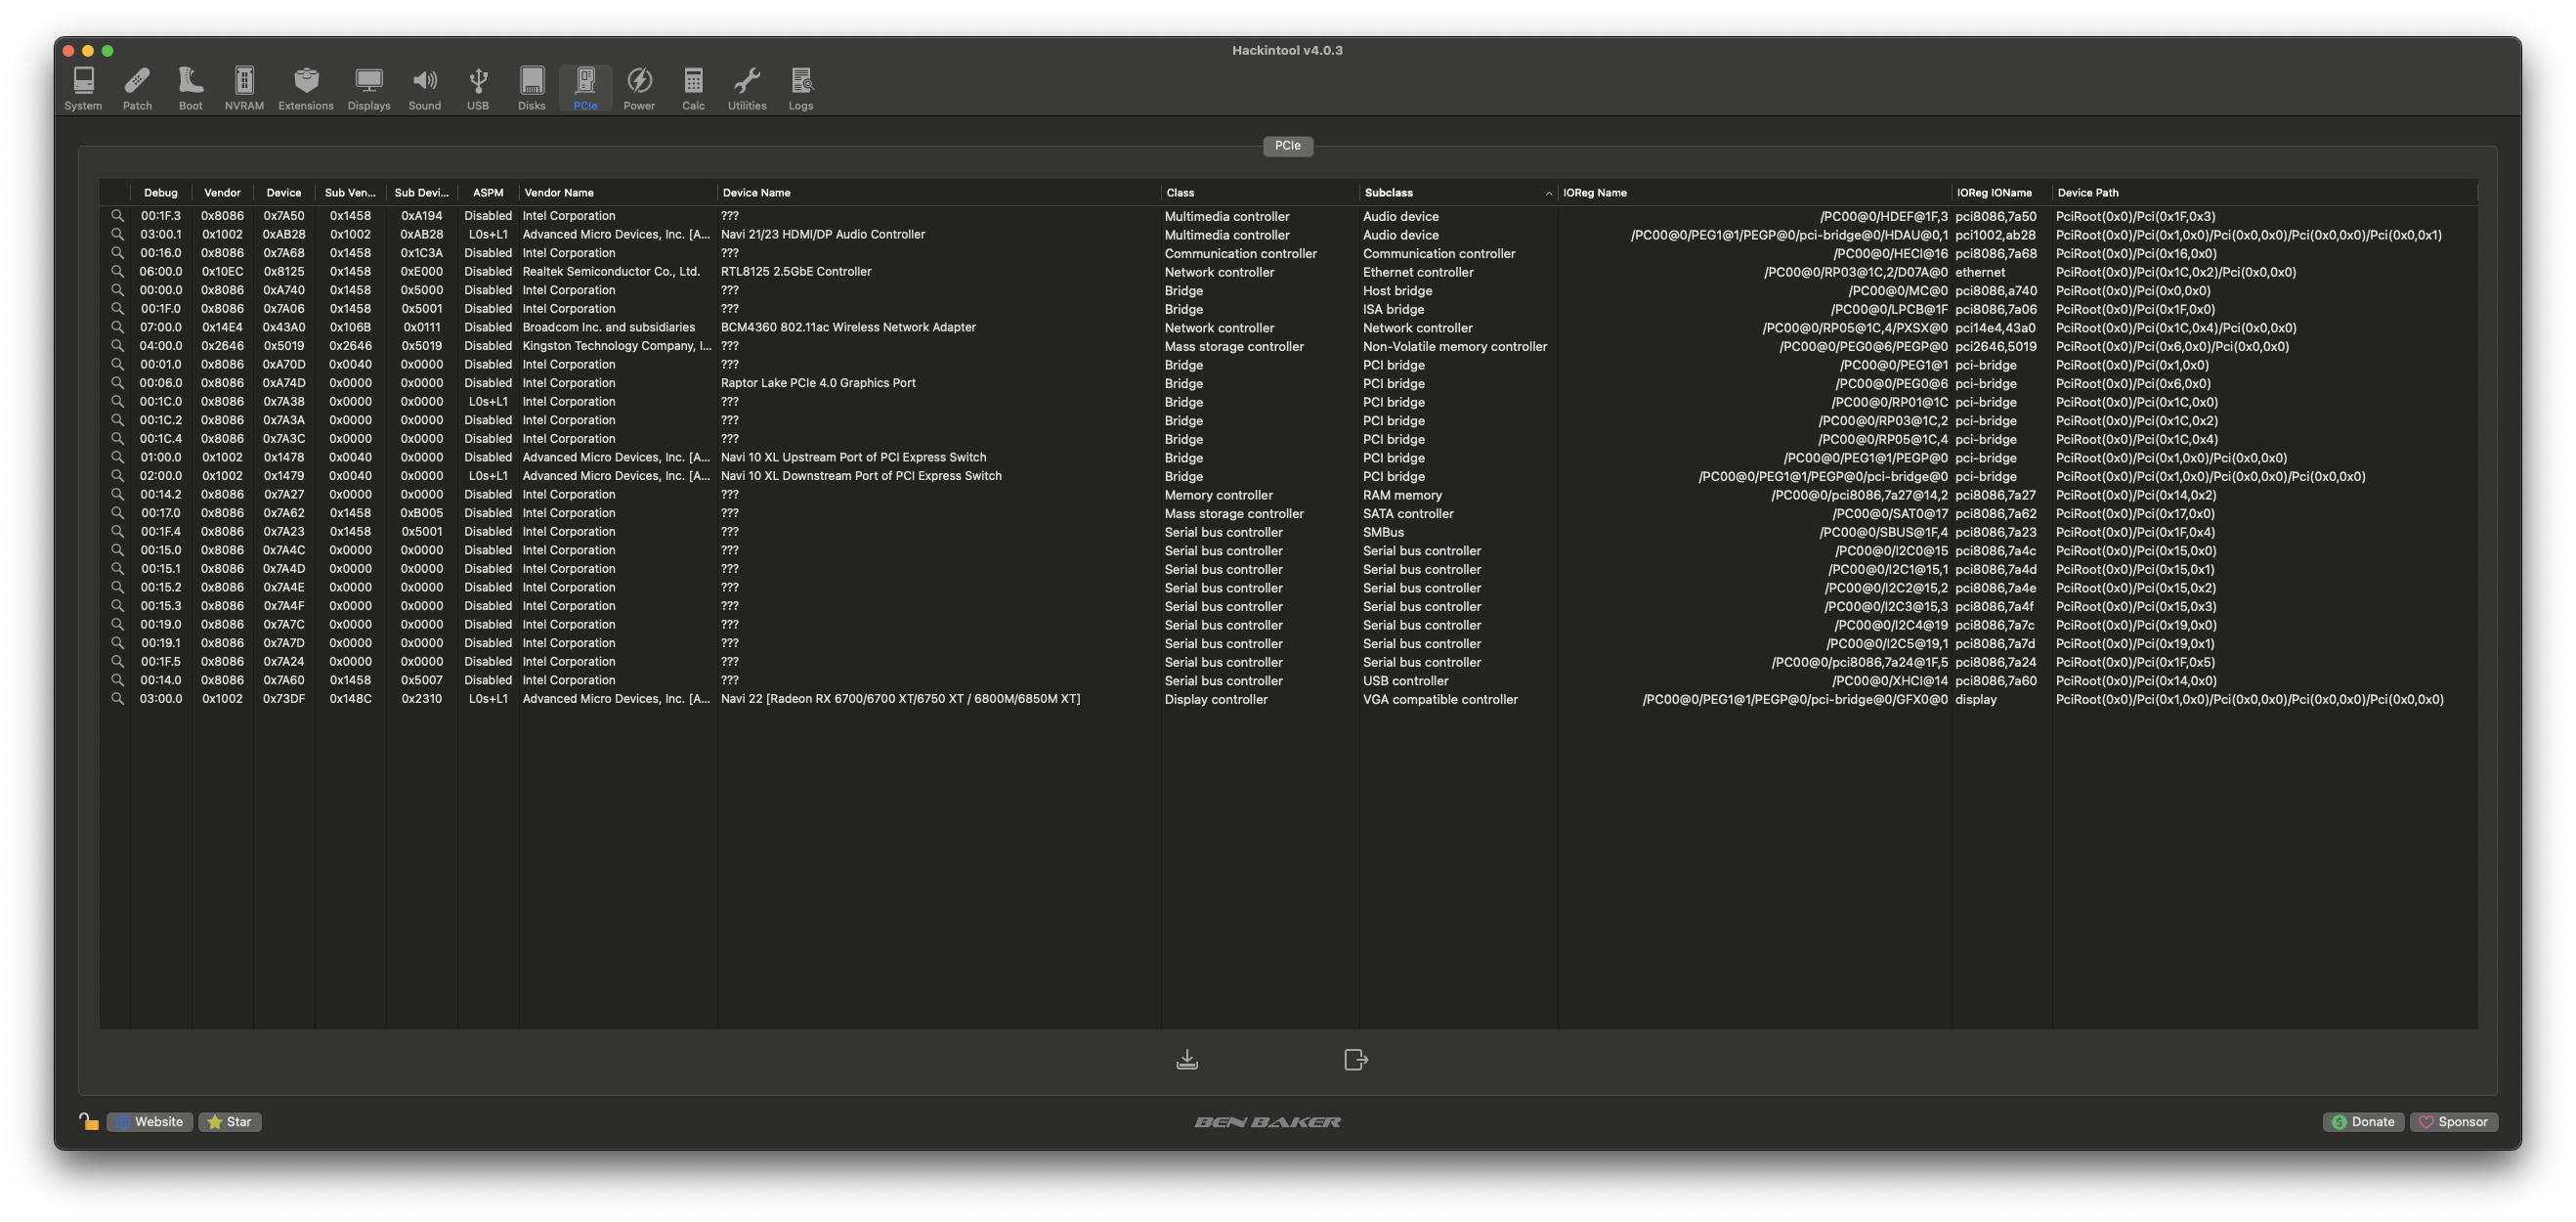 Hackintool v4.0.3
System Patch Boot NVRAM Extensions Displays Sound USB Disks PCIe Power Calc Utilities Logs
PCIe
Debug Vendor Device Sub Ven... Sub Devi... ASPM Vendor Name Device Name Class Subclass IOReg Name IOReg IOName Device Path
00:1F.3 0x8086 0x7A50 0x1458 0xA194 Disabled Intel Corporation ??? Multimedia controller Audio device /PC00@0/HDEF@1F,3 pci8086,7a50 PciRoot(0x0)/Pci(0x1F,0x3)
03:00.1 0x1002 0xAB28 0x1002 0xAB28 L0s+L1 Advanced Micro Devices, Inc. [A... Navi 21/23 HDMI/DP Audio Controller Multimedia controller Audio device /PC00@0/PEG1@1/PEGP@0/pci-bridge@0/HDAU@0,1 pci1002,ab28 PciRoot(0x0)/Pci(0x1,0x0)/Pci(0x0,0x0)/Pci(0x0,0x0)/Pci(0x0,0x1)
00:16.0 0x8086 0x7A68 0x1458 0x1C3A Disabled Intel Corporation ??? Communication controller Communication controller /PC00@0/HECI@16 pci8086,7a68 PciRoot(0x0)/Pci(0x16,0x0)
06:00.0 0x10EC 0x8125 0x1458 0xE000 Disabled Realtek Semiconductor Co., Ltd. RTL8125 2.5GbE Controller Network controller Ethernet controller /PC00@0/RP03@1C,2/D07A@0 ethernet PciRoot(0x0)/Pci(0x1C,0x2)/Pci(0x0,0x0)
00:00.0 0x8086 0xA740 0x1458 0x5000 Disabled Intel Corporation ??? Bridge Host bridge /PC00@0/MC@0 pci8086,a740 PciRoot(0x0)/Pci(0x0,0x0)
00:1F.0 0x8086 0x7A06 0x1458 0x5001 Disabled Intel Corporation ??? Bridge ISA bridge /PC00@0/LPCB@1F pci8086,7a06 PciRoot(0x0)/Pci(0x1F,0x0)
07:00.0 0x14E4 0x43A0 0x106B 0x0111 Disabled Broadcom Inc. and subsidiaries BCM4360 802.11ac Wireless Network Adapter Network controller Network controller /PC00@0/RP05@1C,4/PXSX@0 pci14e4,43a0 PciRoot(0x0)/Pci(0x1C,0x4)/Pci(0x0,0x0)
04:00.0 0x2646 0x5019 0x2646 0x5019 Disabled Kingston Technology Company, I... ??? Mass storage controller Non-Volatile memory controller /PC00@0/PEG0@6/PEGP@0 pci2646,5019 PciRoot(0x0)/Pci(0x6,0x0)/Pci(0x0,0x0)
00:01.0 0x8086 0xA70D 0x0040 0x0000 Disabled Intel Corporation ??? Bridge PCI bridge /PC00@0/PEG1@1 pci-bridge PciRoot(0x0)/Pci(0x1,0x0)
00:06.0 0x8086 0xA74D 0x0000 0x0000 Disabled Intel Corporation Raptor Lake PCIe 4.0 Graphics Port Bridge PCI bridge /PC00@0/PEG0@6 pci-bridge PciRoot(0x0)/Pci(0x6,0x0)
00:1C.0 0x8086 0x7A38 0x0000 0x0000 L0s+L1 Intel Corporation ??? Bridge PCI bridge /PC00@0/RP01@1C pci-bridge PciRoot(0x0)/Pci(0x1C,0x0)
00:1C.2 0x8086 0x7A3A 0x0000 0x0000 Disabled Intel Corporation ??? Bridge PCI bridge /PC00@0/RP03@1C,2 pci-bridge PciRoot(0x0)/Pci(0x1C,0x2)
00:1C.4 0x8086 0x7A3C 0x0000 0x0000 Disabled Intel Corporation ??? Bridge PCI bridge /PC00@0/RP05@1C,4 pci-bridge PciRoot(0x0)/Pci(0x1C,0x4)
01:00.0 0x1002 0x1478 0x0040 0x0000 Disabled Advanced Micro Devices, Inc. [A... Navi 10 XL Upstream Port of PCI Express Switch Bridge PCI bridge /PC00@0/PEG1@1/PEGP@0 pci-bridge PciRoot(0x0)/Pci(0x1,0x0)/Pci(0x0,0x0)
02:00.0 0x1002 0x1479 0x0040 0x0000 L0s+L1 Advanced Micro Devices, Inc. [A... Navi 10 XL Downstream Port of PCI Express Switch Bridge PCI bridge /PC00@0/PEG1@1/PEGP@0/pci-bridge@0 pci-bridge PciRoot(0x0)/Pci(0x1,0x0)/Pci(0x0,0x0)/Pci(0x0,0x0)
00:14.2 0x8086 0x7A27 0x0000 0x0000 Disabled Intel Corporation ??? Memory controller RAM memory /PC00@0/pci8086,7a27@14,2 pci8086,7a27 PciRoot(0x0)/Pci(0x14,0x2)
00:17.0 0x8086 0x7A62 0x1458 0xB005 Disabled Intel Corporation ??? Mass storage controller SATA controller /PC00@0/SAT0@17 pci8086,7a62 PciRoot(0x0)/Pci(0x17,0x0)
00:1F.4 0x8086 0x7A23 0x1458 0x5001 Disabled Intel Corporation ??? Serial bus controller SMBus /PC00@0/SBUS@1F,4 pci8086,7a23 PciRoot(0x0)/Pci(0x1F,0x4)
00:15.0 0x8086 0x7A4C 0x0000 0x0000 Disabled Intel Corporation ??? Serial bus controller Serial bus controller /PC00@0/I2C0@15 pci8086,7a4c PciRoot(0x0)/Pci(0x15,0x0)
00:15.1 0x8086 0x7A4D 0x0000 0x0000 Disabled Intel Corporation ??? Serial bus controller Serial bus controller /PC00@0/I2C1@15,1 pci8086,7a4d PciRoot(0x0)/Pci(0x15,0x1)
00:15.2 0x8086 0x7A4E 0x0000 0x0000 Disabled Intel Corporation ??? Serial bus controller Serial bus controller /PC00@0/I2C2@15,2 pci8086,7a4e PciRoot(0x0)/Pci(0x15,0x2)
00:15.3 0x8086 0x7A4F 0x0000 0x0000 Disabled Intel Corporation ??? Serial bus controller Serial bus controller /PC00@0/I2C3@15,3 pci8086,7a4f PciRoot(0x0)/Pci(0x15,0x3)
00:19.0 0x8086 0x7A7C 0x0000 0x0000 Disabled Intel Corporation ??? Serial bus controller Serial bus controller /PC00@0/I2C4@19 pci8086,7a7c PciRoot(0x0)/Pci(0x19,0x0)
00:19.1 0x8086 0x7A7D 0x0000 0x0000 Disabled Intel Corporation ??? Serial bus controller Serial bus controller /PC00@0/I2C5@19,1 pci8086,7a7d PciRoot(0x0)/Pci(0x19,0x1)
00:1F.5 0x8086 0x7A24 0x0000 0x0000 Disabled Intel Corporation ??? Serial bus controller Serial bus controller /PC00@0/pci8086,7a24@1F,5 pci8086,7a24 PciRoot(0x0)/Pci(0x1F,0x5)
00:14.0 0x8086 0x7A60 0x1458 0x5007 Disabled Intel Corporation ??? Serial bus controller USB controller /PC00@0/XHCI@14 pci8086,7a60 PciRoot(0x0)/Pci(0x14,0x0)
03:00.0 0x1002 0x73DF 0x148C 0x2310 L0s+L1 Advanced Micro Devices, Inc. [A... Navi 22 [Radeon RX 6700/6700 XT/6750 XT / 6800M/6850M XT] Display controller VGA compatible controller /PC00@0/PEG1@1/PEGP@0/pci-bridge@0/GFX0@0 display PciRoot(0x0)/Pci(0x1,0x0)/Pci(0x0,0x0)/Pci(0x0,0x0)/Pci(0x0,0x0)
Website Star BEN BAKER Donate Sponsor